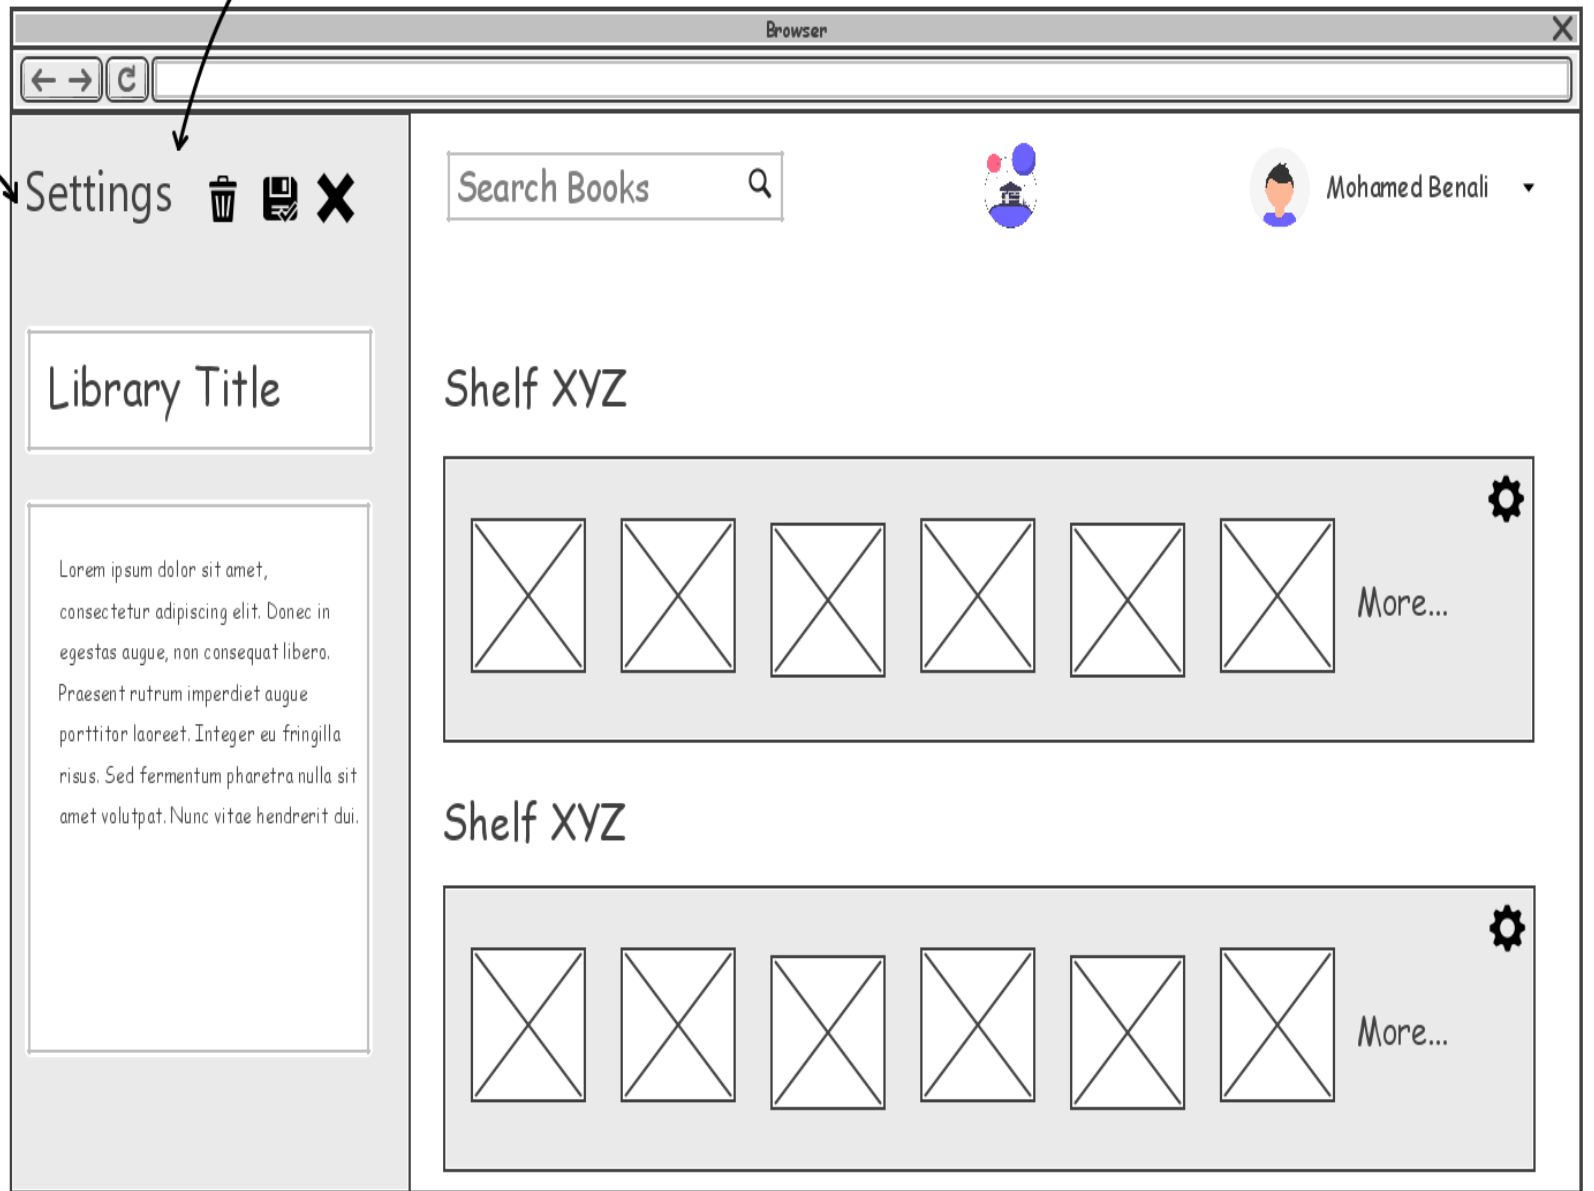 Browser
Settings
Search Books
Mohamed Benali
Library Title
Lorem ipsum dolor sit amet,
consectetur adipiscing elit. Donec in
egestas augue, non consequat libero.
Praesent rutrum imperdiet augue
porttitor laoreet. Integer eu fringilla
risus. Sed fermentum pharetra nulla sit
amet volutpat. Nunc vitae hendrerit dui.
Shelf XYZ
More...
Shelf XYZ
More...